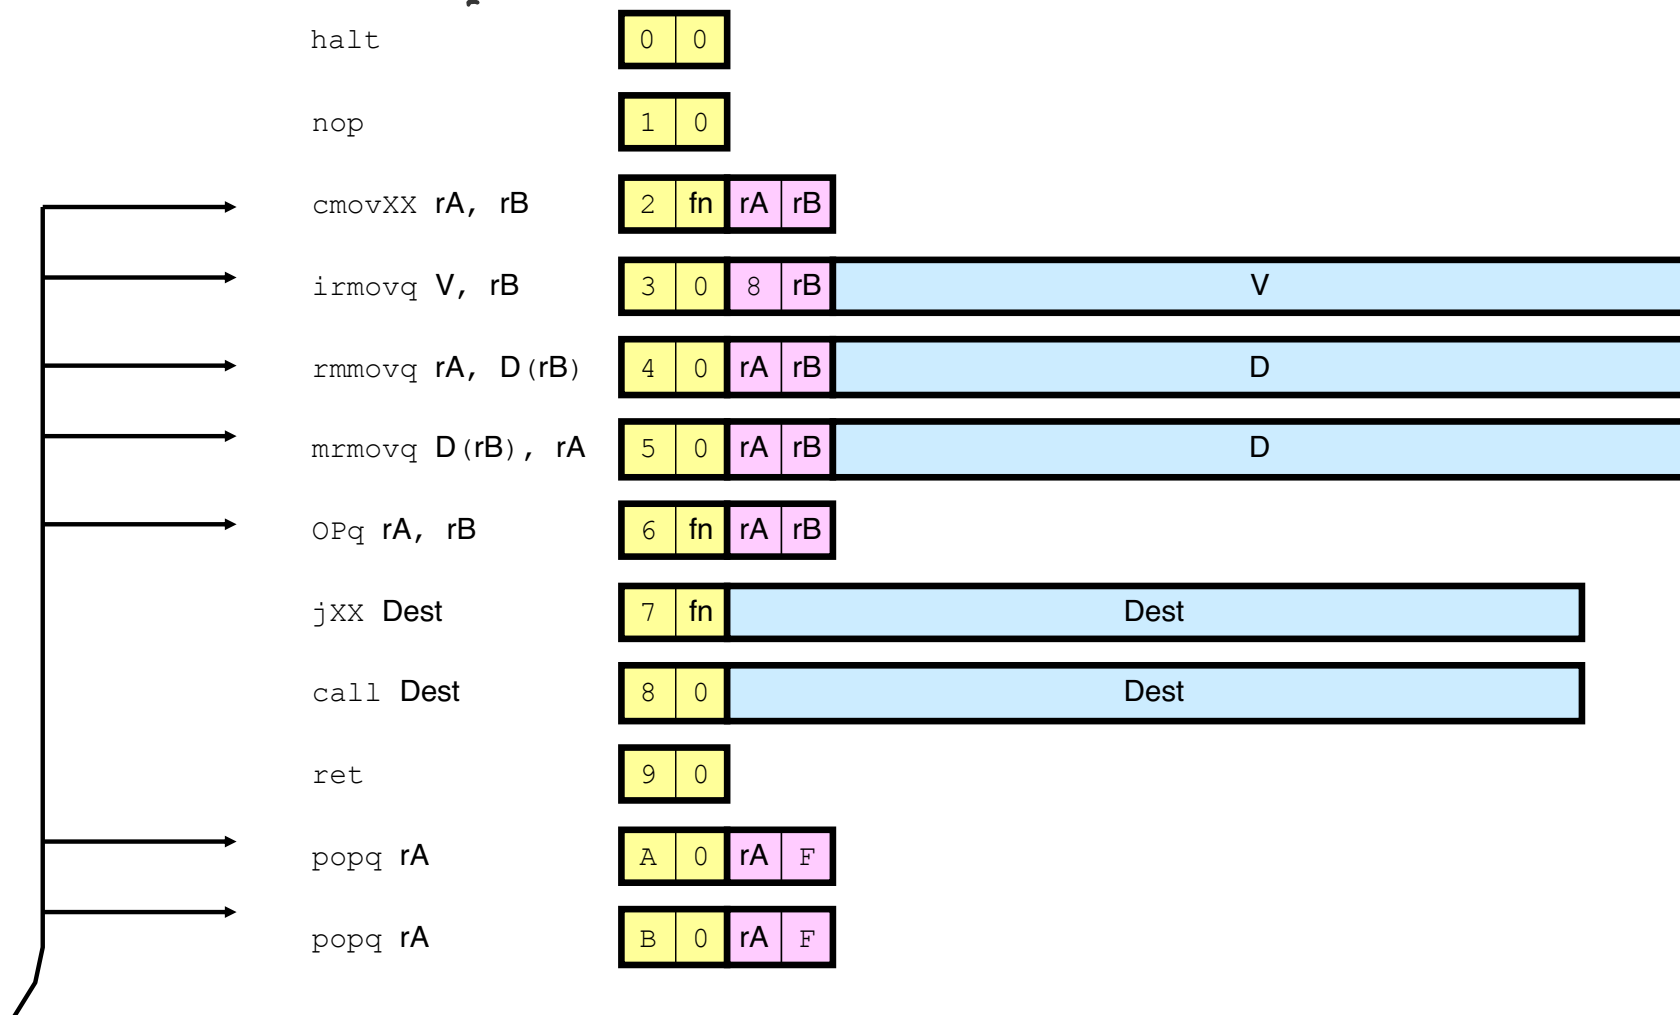 halt 0 0
nop 1 0
cmovXX rA, rB 2 fn rA rB
irmovq V, rB 3 0 8 rB V
rmmovq rA, D(rB) 4 0 rA rB D
mrmovq D(rB), rA 5 0 rA rB D
OPq rA, rB 6 fn rA rB
jXX Dest 7 fn Dest
call Dest 8 0 Dest
ret 9 0
popq rA A 0 rA F
popq rA B 0 rA F